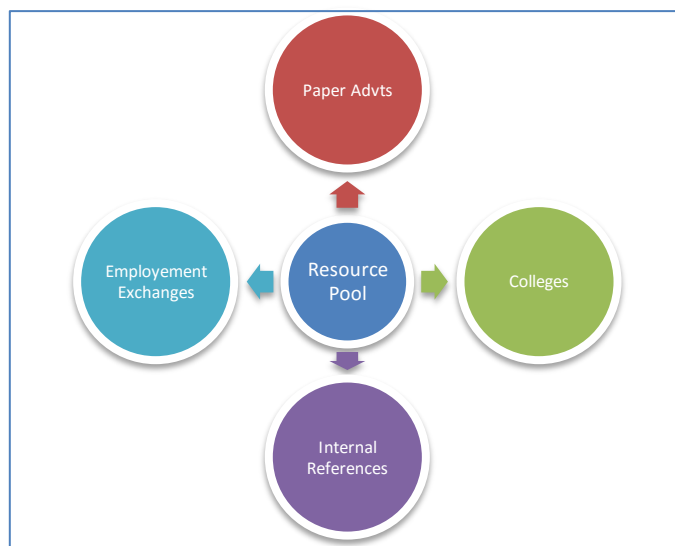 Paper Advts
Employement
Exchanges
Resource
Pool
Colleges
Internal
References